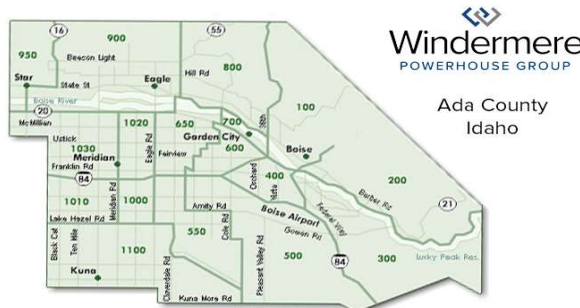 Windermere
POWERHOUSE GROUP
Ada County
Idaho
16
900
55
950
Beacon Light
Star
State St
Eagle
Hill Rd
800
Boise River
20
McMillan
100
1020
650
700
36th
Garden City
600
Ustick
1030
Meridian
Eagle Rd
Fairview
Boise
Franklin Rd
84
Orchard
Vista
400
200
1010
Meridian Rd
1000
Federal Way
Burber Rd
21
Lake Hazel Rd
Amity Rd
Boise Airport
Gowen Rd
Black Cat
Ten Mile
1100
Cloverdale Rd
550
Cole Rd
Pleasant Valley Rd
500
84
300
Lucky Peak Res.
Kuna
Kuna Mora Rd